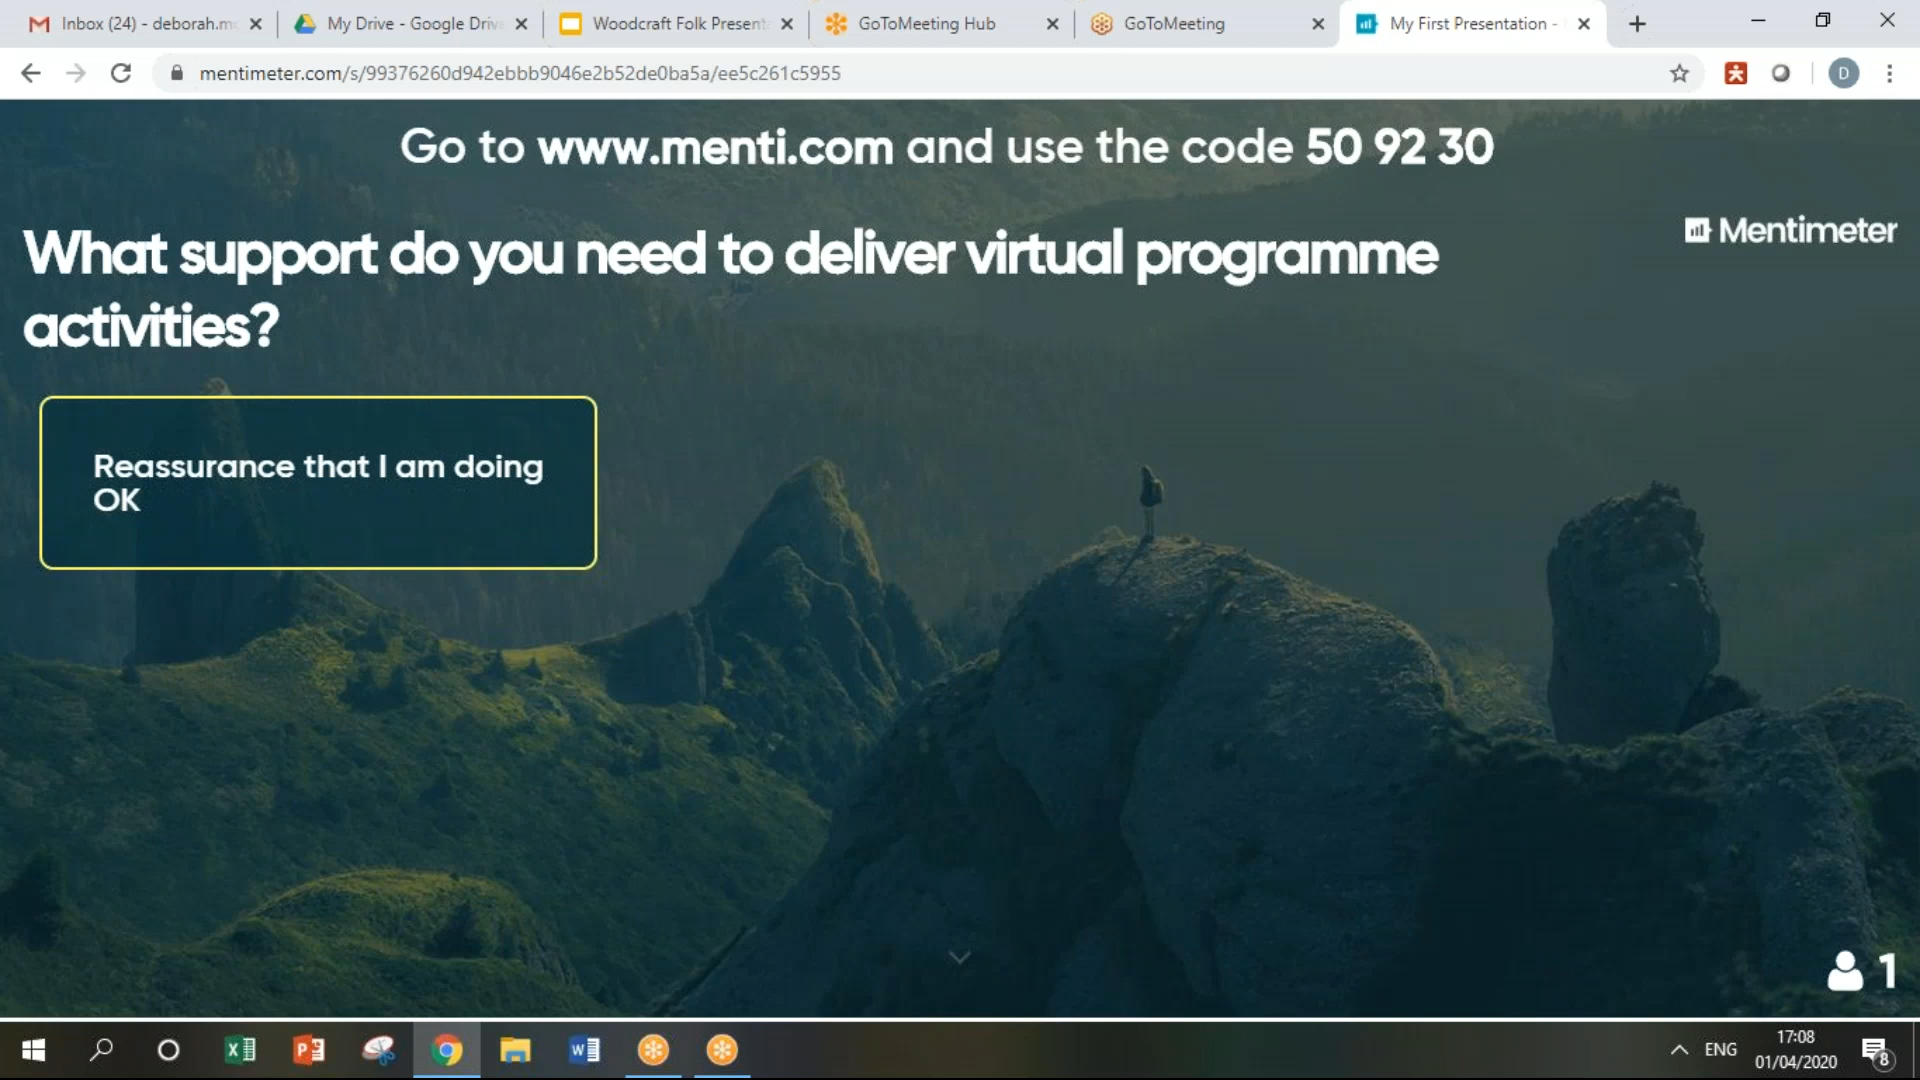 Inbox (24) - deborah.m
My Drive - Google Driv
Woodcraft Folk Present
GoToMeeting Hub
GoToMeeting
My First Presentation -
mentimeter.com/s/99376260d942ebbb9046e2b52de0ba5a/ee5c261c5955
D
Go to www.menti.com and use the code 50 92 30
Mentimeter
What support do you need to deliver virtual programme
activities?
Reassurance that I am doing
OK
1
ENG
17:08
01/04/2020
8